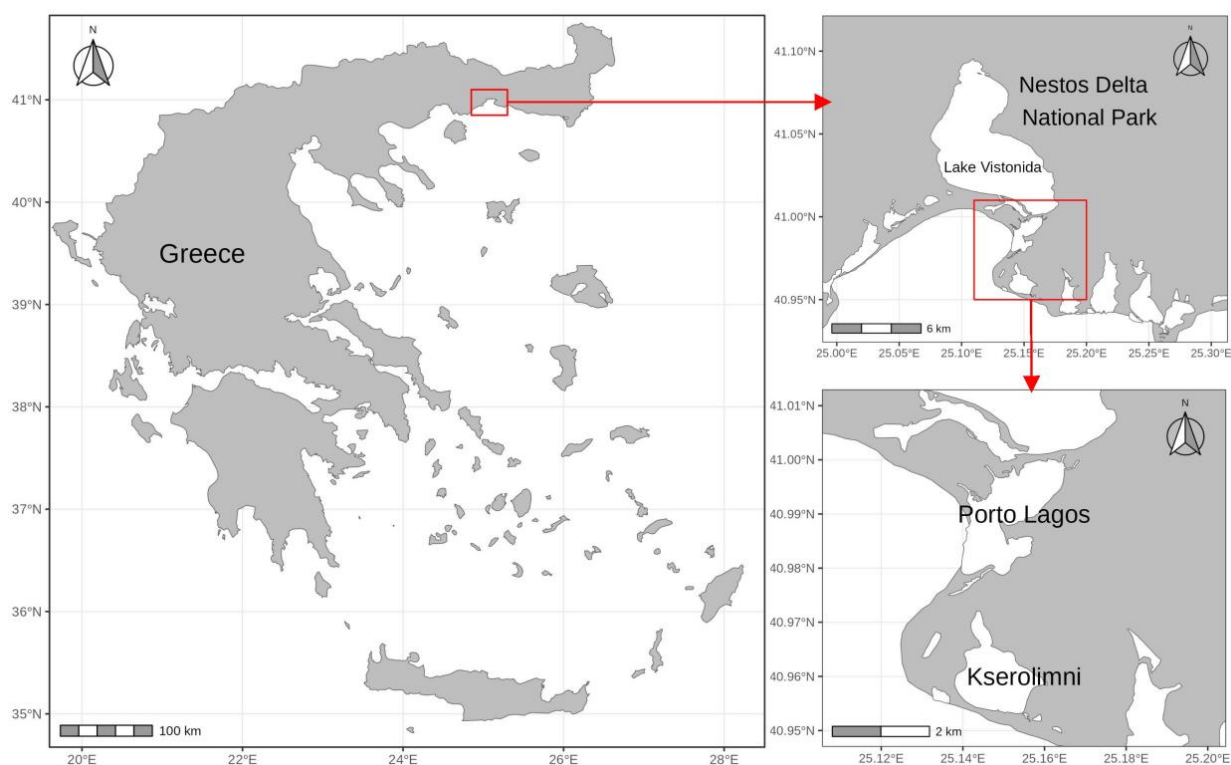 N
41°N
40°N
39°N
38°N
37°N
36°N
35°N
Greece
100 km
20°E
22°E
24°E
26°E
28°E
N
41.10°N
41.05°N
41.00°N
40.95°N
Nestos Delta
National Park
Lake Vistonida
6 km
25.00°E
25.05°E
25.10°E
25.15°E
25.20°E
25.25°E
25.30°E
N
41.01°N
41.00°N
40.99°N
40.98°N
40.97°N
40.96°N
40.95°N
Porto Lagos
Kserolimni
2 km
25.12°E
25.14°E
25.16°E
25.18°E
25.20°E